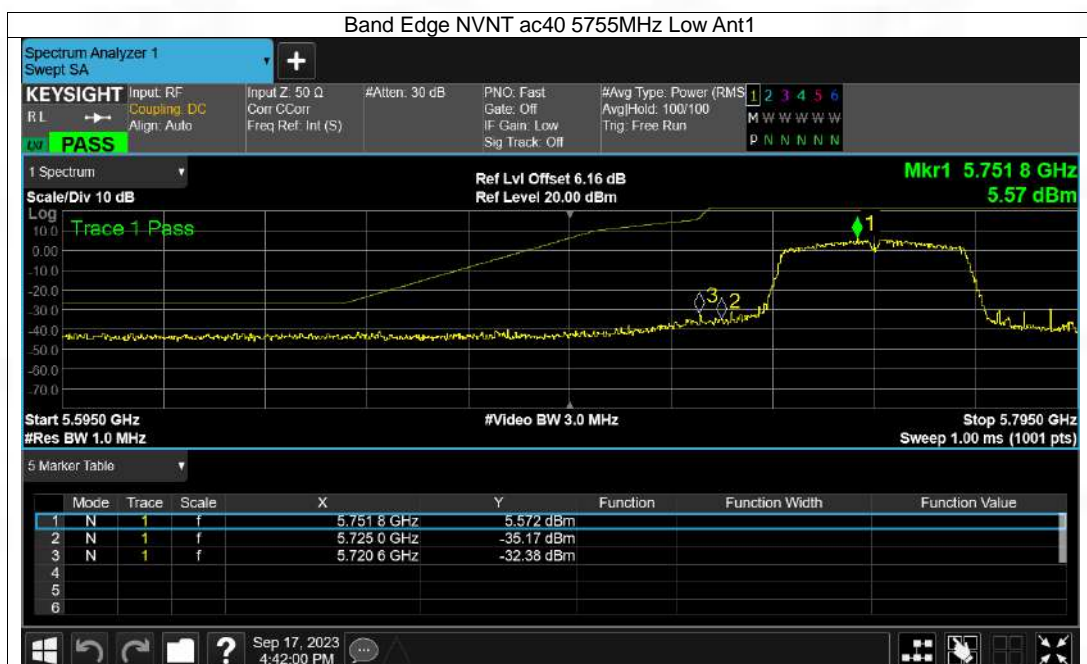 Band Edge NVNT ac40 5755MHz Low Ant1
Spectrum Analyzer 1
Swept SA
+
KEYSIGHT Input: RF Input Z: 50 Ω #Atten: 30 dB PNO: Fast #Avg Type: Power (RMS 1 2 3 4 5 6
R L Coupling: DC Corr CCorr Gate: Off Avg|Hold: 100/100 M W W W W W
Align: Auto Freq Ref: Int (S) IF Gain: Low Trig: Free Run
PASS Sig Track: Off P N N N N N
1 Spectrum Ref Lvl Offset 6.16 dB Mkr1 5.751 8 GHz
Scale/Div 10 dB Ref Level 20.00 dBm 5.57 dBm
Log
Trace 1 Pass
10.0
0.00
-10.0
-20.0
-30.0
-40.0
-50.0
-60.0
-70.0
1
3
2
Start 5.5950 GHz #Video BW 3.0 MHz Stop 5.7950 GHz
#Res BW 1.0 MHz Sweep 1.00 ms (1001 pts)
5 Marker Table
Mode Trace Scale X Y Function Function Width Function Value
1 N 1 f 5.751 8 GHz 5.572 dBm
2 N 1 f 5.725 0 GHz -35.17 dBm
3 N 1 f 5.720 6 GHz -32.38 dBm
4
5
6
? Sep 17, 2023
4:42:00 PM